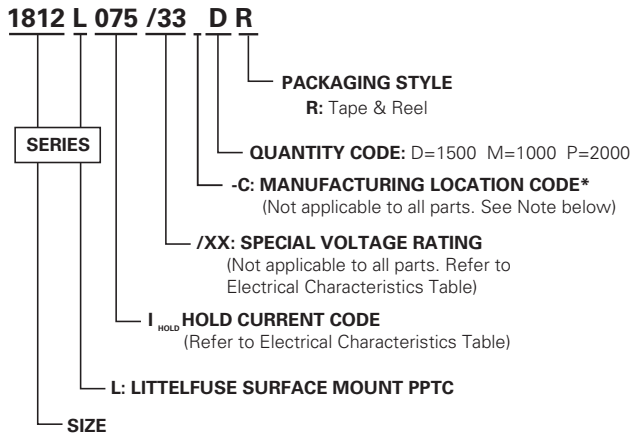 1812 L 075 /33 D R
PACKAGING STYLE
R: Tape & Reel
SERIES
QUANTITY CODE: D=1500 M=1000 P=2000
-C: MANUFACTURING LOCATION CODE*
(Not applicable to all parts. See Note below)
/XX: SPECIAL VOLTAGE RATING
(Not applicable to all parts. Refer to
Electrical Characteristics Table)
I HOLD HOLD CURRENT CODE
(Refer to Electrical Characteristics Table)
L: LITTELFUSE SURFACE MOUNT PPTC
SIZE